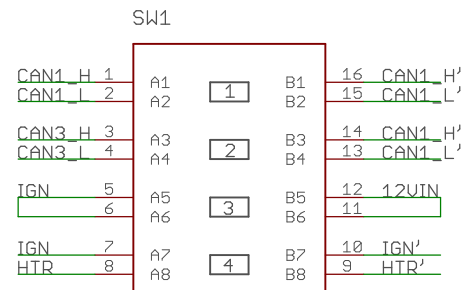 SW1
CAN1_H 1 A1 1 B1 16 CAN1_H'
CAN1_L 2 A2 B2 15 CAN1_L'
CAN3_H 3 A3 2 B3 14 CAN1_H'
CAN3_L 4 A4 B4 13 CAN1_L'
IGN 5 A5 3 B5 12 12VIN
6 A6 B6 11
IGN 7 A7 4 B7 10 IGN'
HTR 8 A8 B8 9 HTR'